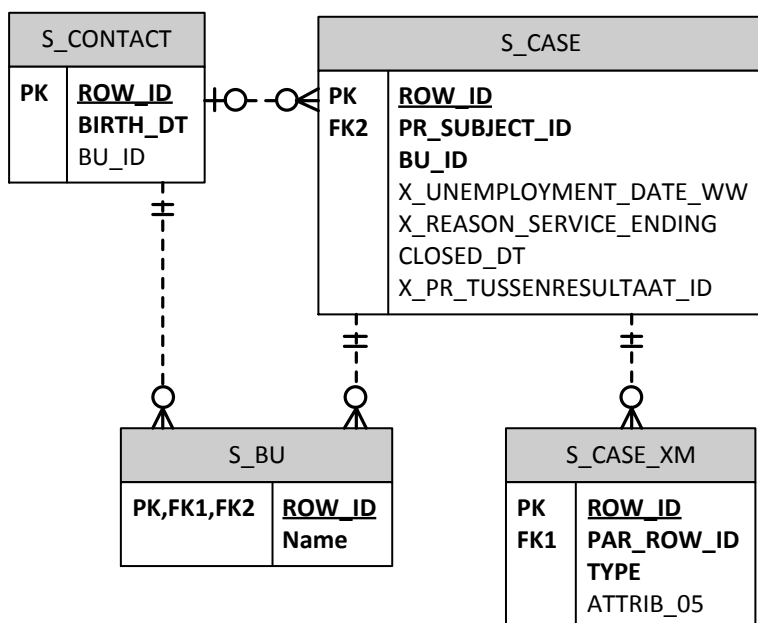 S_CONTACT
PK ROW_ID
BIRTH_DT
BU_ID
S_CASE
PK ROW_ID
FK2 PR_SUBJECT_ID
BU_ID
X_UNEMPLOYMENT_DATE_WW
X_REASON_SERVICE_ENDING
CLOSED_DT
X_PR_TUSSENRESULTAAT_ID
S_BU
PK,FK1,FK2 ROW_ID
Name
S_CASE_XM
PK ROW_ID
FK1 PAR_ROW_ID
TYPE
ATTRIB_05